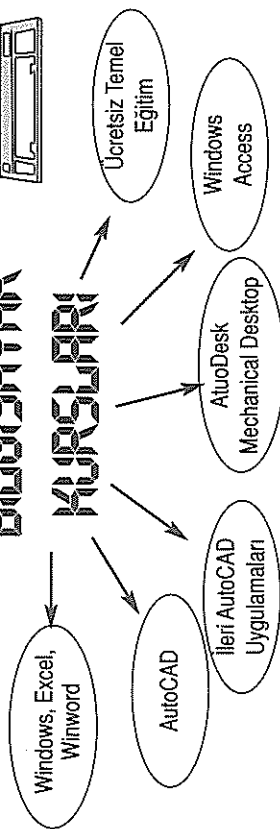 KURSLARI
Ücretsiz Temel
Eğitim
Windows, Excel,
Winword
Windows
Access
AutoCAD
İleri AutoCAD
Uygulamaları
AtuoDesk
Mechanical Desktop